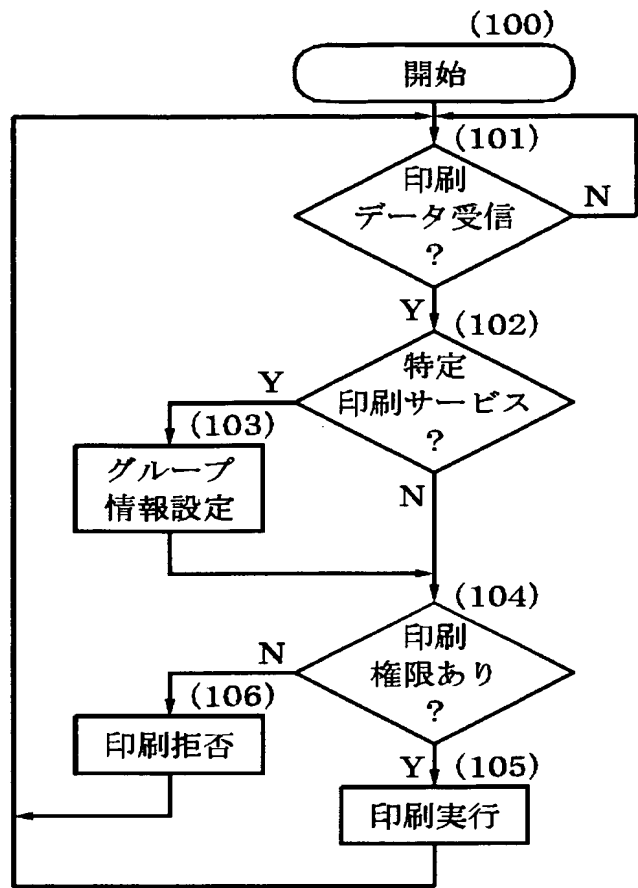 (100)
開始
(101)
印刷
データ受信
?
N
Y
(102)
特定
印刷サービス
?
Y
(103)
グループ
情報設定
N
(104)
印刷
権限あり
?
N
(106)
印刷拒否
Y
(105)
印刷実行